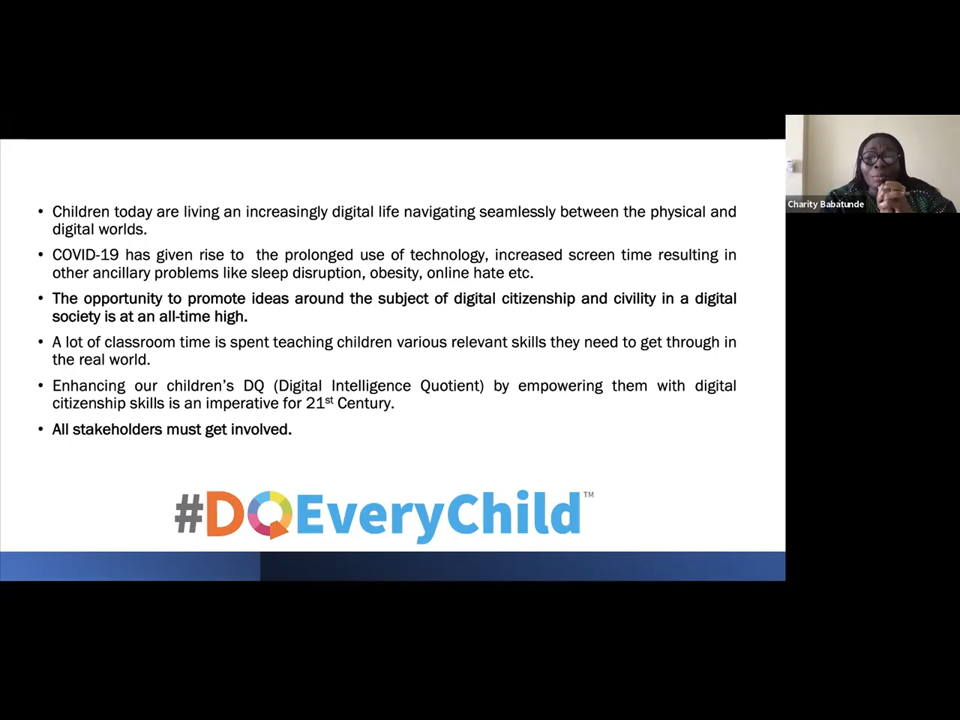 • Children today are living an increasingly digital life navigating seamlessly between the physical and
digital worlds.
• COVID-19 has given rise to the prolonged use of technology, increased screen time resulting in
other ancillary problems like sleep disruption, obesity, online hate etc.
• The opportunity to promote ideas around the subject of digital citizenship and civility in a digital
society is at an all-time high.
• A lot of classroom time is spent teaching children various relevant skills they need to get through in
the real world.
• Enhancing our children's DQ (Digital Intelligence Quotient) by empowering them with digital
citizenship skills is an imperative for 21st Century.
• All stakeholders must get involved.
#DQEveryChild™
Charity Babatunde